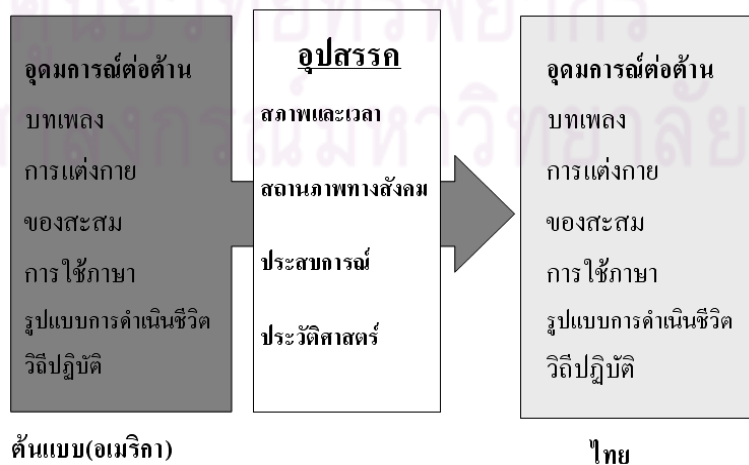 อุดมการณ์ต่อต้าน
บทเพลง
การแต่งกาย
ของสะสม
การใช้ภาษา
รูปแบบการดำเนินชีวิต
วิถีปฏิบัติ
ต้นแบบ(อเมริกา)
อุปสรรค
สภาพและเวลา
สถานภาพทางสังคม
ประสบการณ์
ประวัติศาสตร์
อุดมการณ์ต่อต้าน
บทเพลง
การแต่งกาย
ของสะสม
การใช้ภาษา
รูปแบบการดำเนินชีวิต
วิถีปฏิบัติ
ไทย